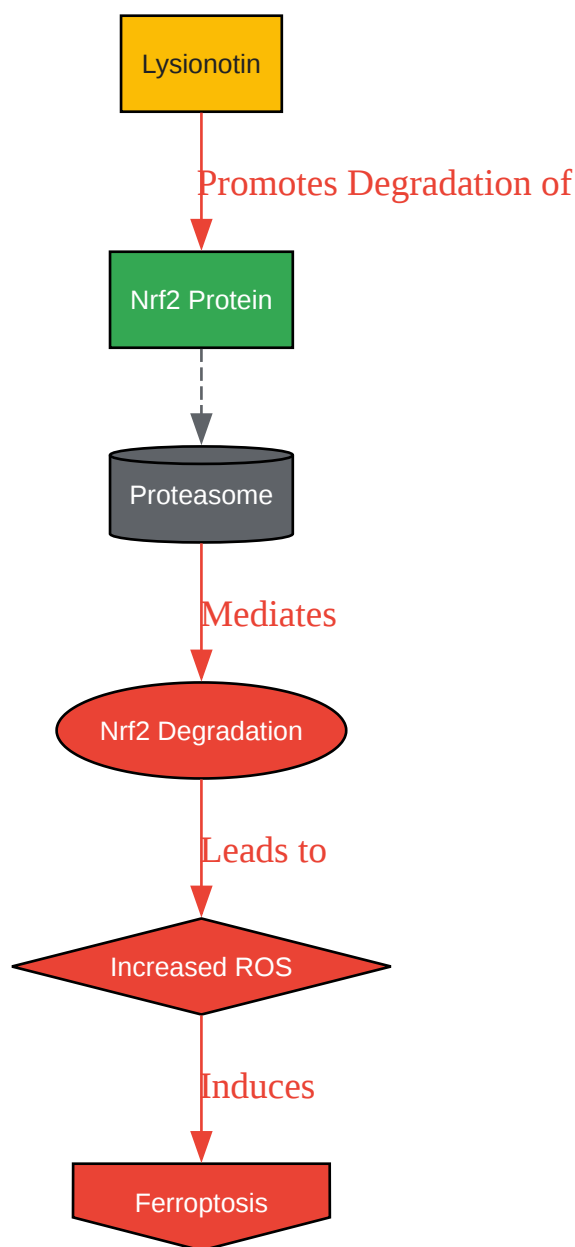 Lysionotin
Promotes Degradation of
Nrf2 Protein
Proteasome
Mediates
Nrf2 Degradation
Leads to
Increased ROS
Induces
Ferroptosis